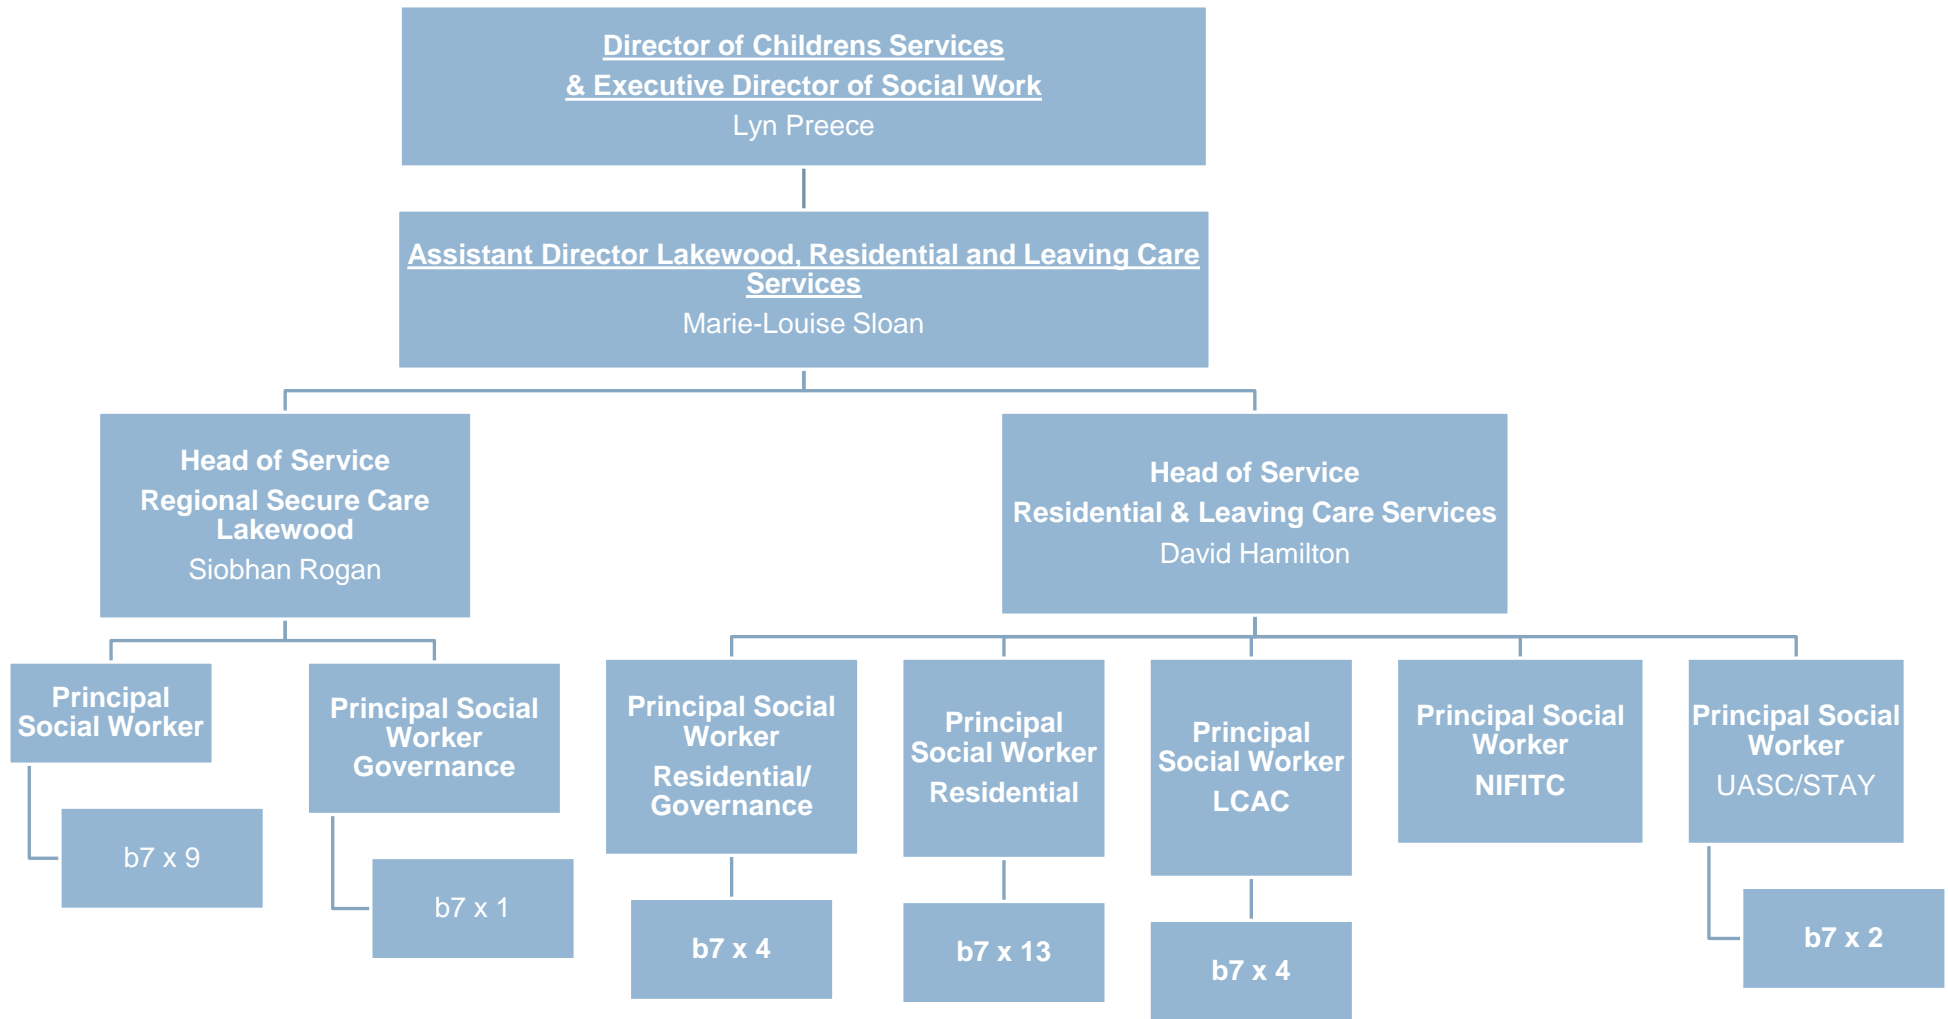 Director of Childrens Services
& Executive Director of Social Work
Lyn Preece
Assistant Director Lakewood, Residential and Leaving Care
Services
Marie-Louise Sloan
Head of Service
Regional Secure Care
Lakewood
Siobhan Rogan
Head of Service
Residential & Leaving Care Services
David Hamilton
Principal
Social Worker
b7 x 9
Principal Social
Worker
Governance
b7 x 1
Principal Social
Worker
Residential/
Governance
b7 x 4
Principal
Social Worker
Residential
b7 x 13
Principal
Social Worker
LCAC
b7 x 4
Principal Social
Worker
NIFITC
Principal Social
Worker
UASC/STAY
b7 x 2